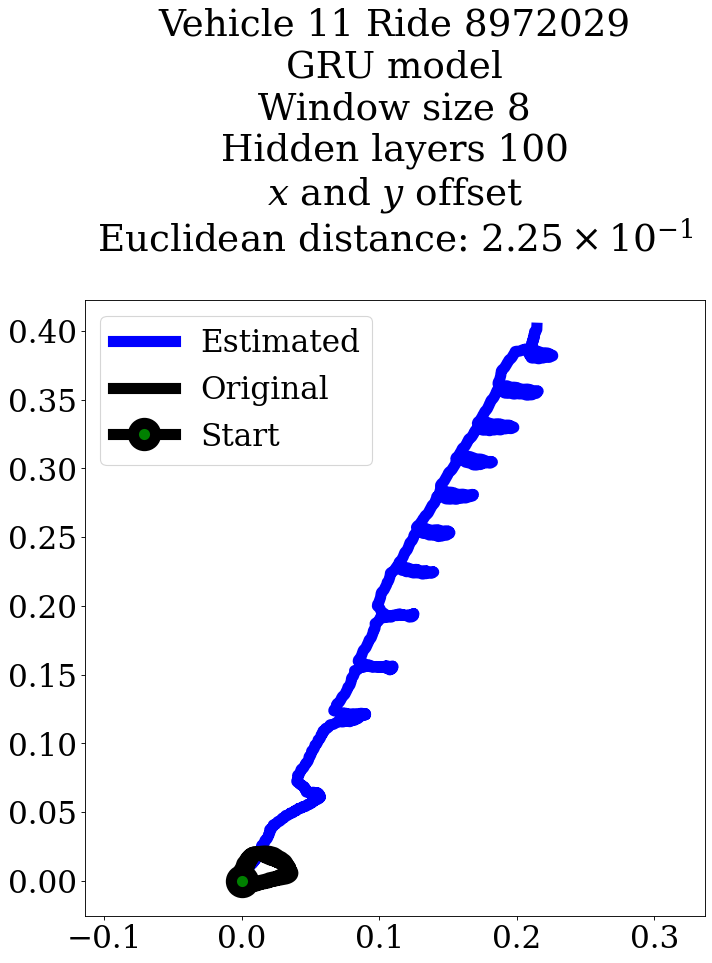 Vehicle 11 Ride 8972029
GRU model
Window size 8
Hidden layers 100
x and y offset
Euclidean distance: 2.25 × 10⁻¹
Estimated
Original
Start
0.40
0.35
0.30
0.25
0.20
0.15
0.10
0.05
0.00
−0.1 0.0 0.1 0.2 0.3